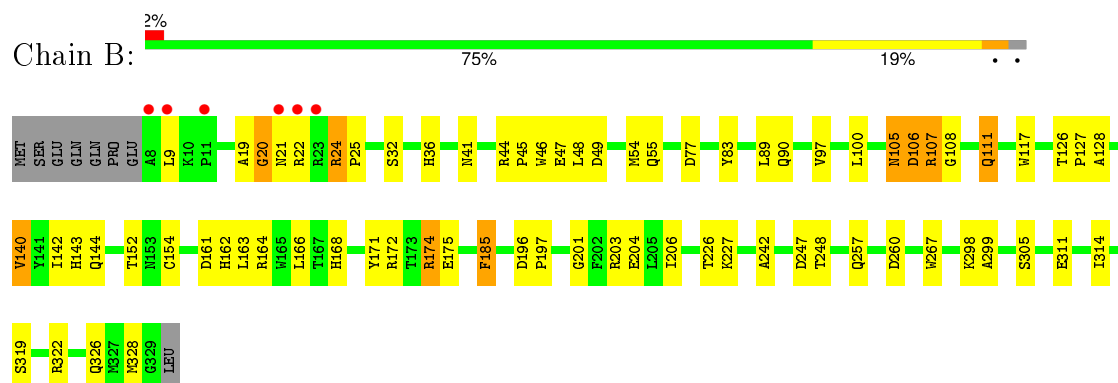 2%
Chain B:
75% 19% • •
MET SER GLU GLN GLN PRO GLU A8 L9 K10 P11 A19 G20 N21 R22 R23 R24 P25 S32 H36 N41 R44 P45 W46 E47 L48 D49 M54 Q55 D77 Y83 L89 Q90 V97 L100 N105 D106 R107 G108 Q111 W117 T126 P127 A128
V140 Y141 I142 H143 Q144 T152 N153 C154 D161 H162 L163 R164 W165 L166 T167 H168 Y171 R172 T173 R174 E175 F185 D196 P197 G201 F202 R203 E204 L205 I206 T226 K227 A242 D247 T248 Q257 D260 W267 K298 A299 S305 E311 I314
S319 R322 Q326 M327 M328 G329 LEU